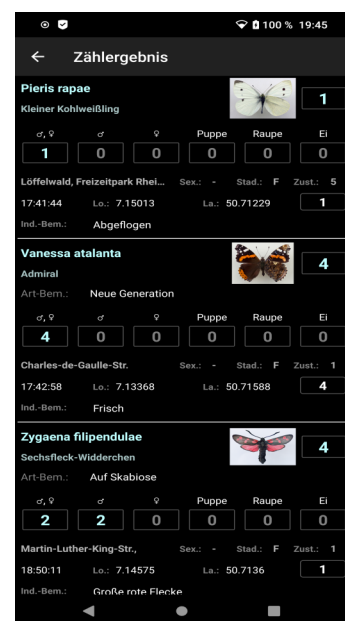 100 % 19:45
Zählergebnis
Pieris rapae
1
Kleiner Kohlweißling
♂, ♀ ♂ ♀ Puppe Raupe Ei
1 0 0 0 0 0
Löffelwald, Freizeitpark Rhei... Sex.: - Stad.: F Zust.: 5
17:41:44 Lo.: 7.15013 La.: 50.71229 1
Ind.-Bem.: Abgeflogen
Vanessa atalanta
4
Admiral
Art-Bem.: Neue Generation
♂, ♀ ♂ ♀ Puppe Raupe Ei
4 0 0 0 0 0
Charles-de-Gaulle-Str. Sex.: - Stad.: F Zust.: 1
17:42:58 Lo.: 7.13368 La.: 50.71588 4
Ind.-Bem.: Frisch
Zygaena filipendulae
4
Sechsfleck-Widderchen
Art-Bem.: Auf Skabiose
♂, ♀ ♂ ♀ Puppe Raupe Ei
2 2 0 0 0 0
Martin-Luther-King-Str., Sex.: - Stad.: F Zust.: 1
18:50:11 Lo.: 7.14575 La.: 50.7136 1
Ind.-Bem.: Große rote Flecke